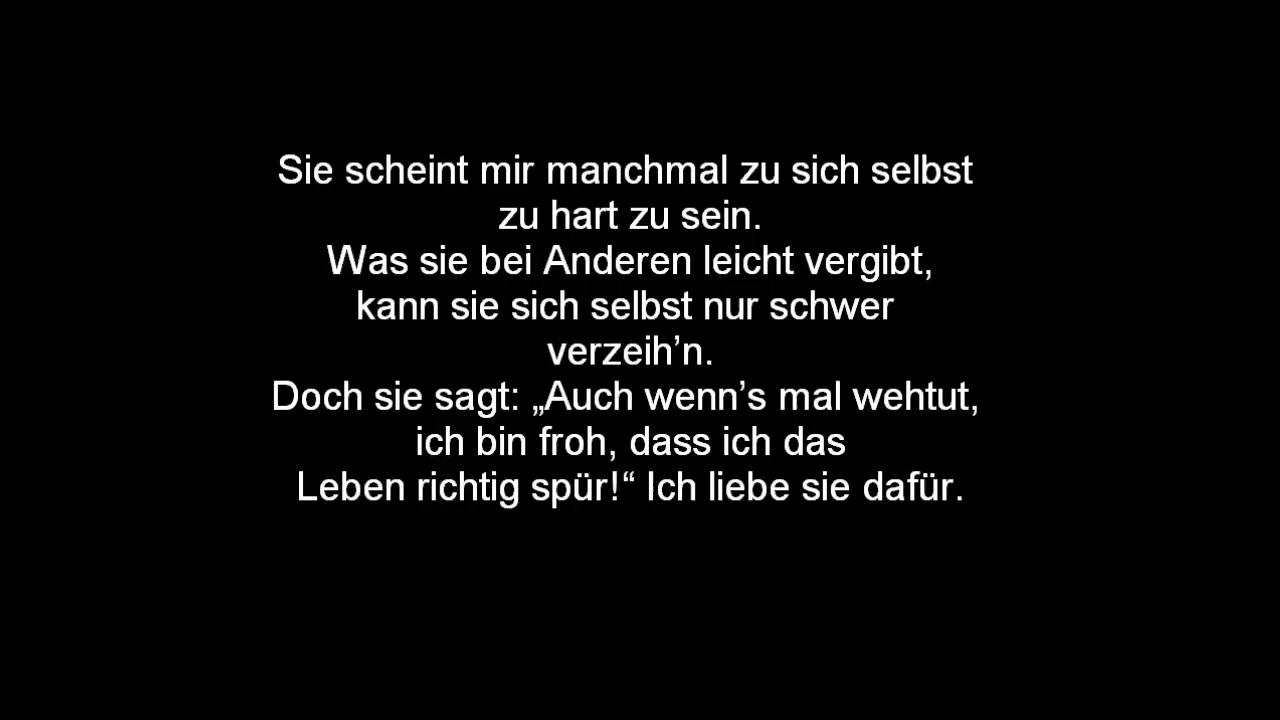 Sie scheint mir manchmal zu sich selbst
zu hart zu sein.
Was sie bei Anderen leicht vergibt,
kann sie sich selbst nur schwer
verzeih’n.
Doch sie sagt: „Auch wenn’s mal wehtut,
ich bin froh, dass ich das
Leben richtig spür!“ Ich liebe sie dafür.